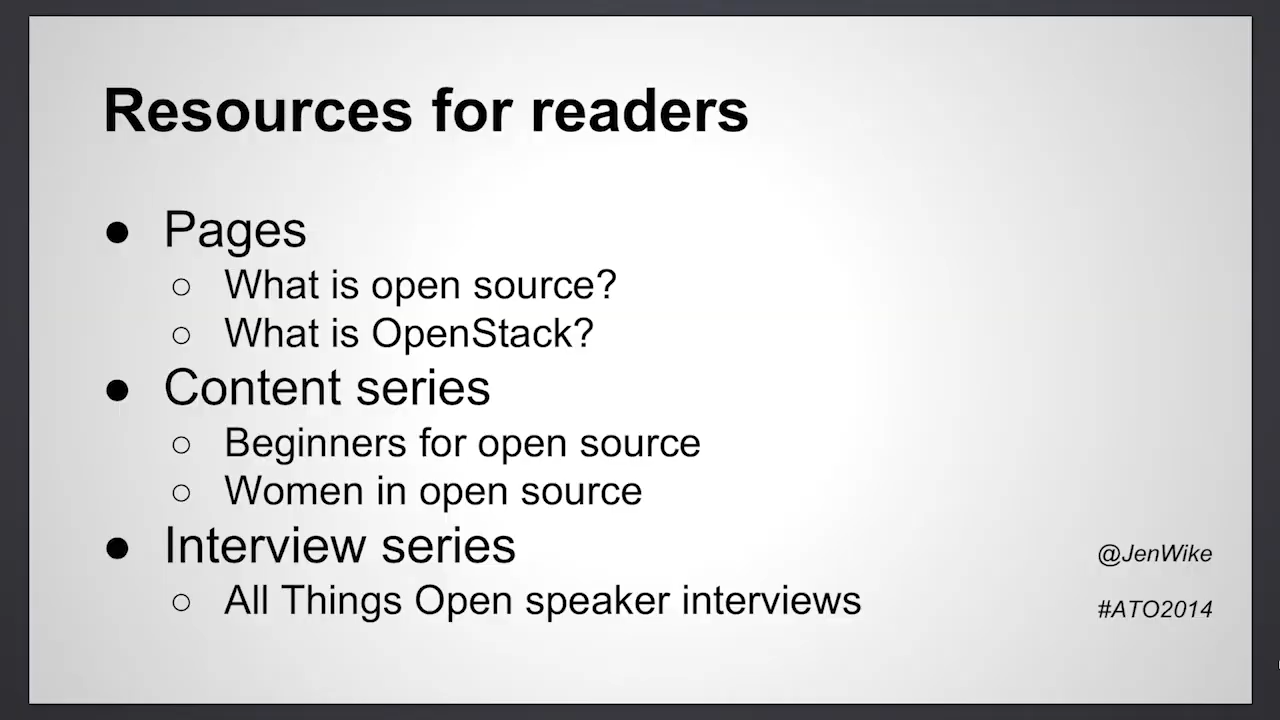 Resources for readers
● Pages
○ What is open source?
○ What is OpenStack?
● Content series
○ Beginners for open source
○ Women in open source
● Interview series
○ All Things Open speaker interviews
@JenWike
#ATO2014